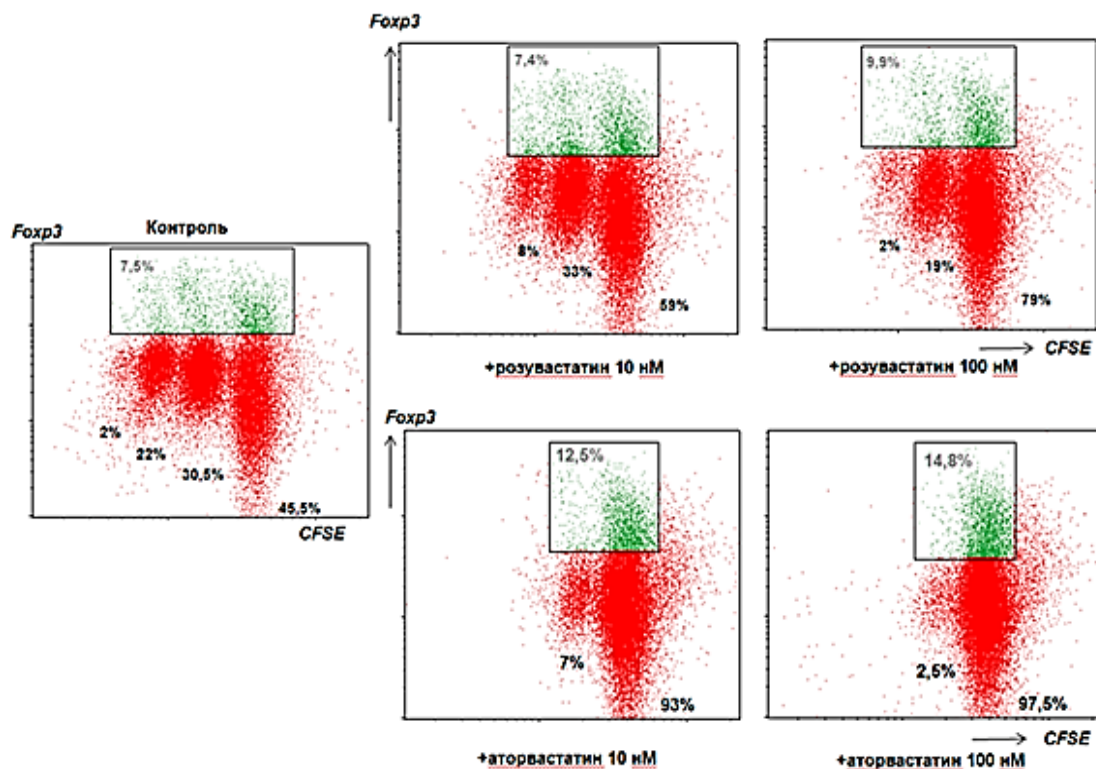 Foxp3
7,4%
8%
33%
59%
+розувастатин 10 нМ
9,9%
2%
19%
79%
CFSE
+розувастатин 100 нМ
Контроль
Foxp3
7,5%
2%
22%
30,5%
45,5%
CFSE
Foxp3
12,5%
7%
93%
+аторвастатин 10 нМ
14,8%
2,5%
97,5%
CFSE
+аторвастатин 100 нМ